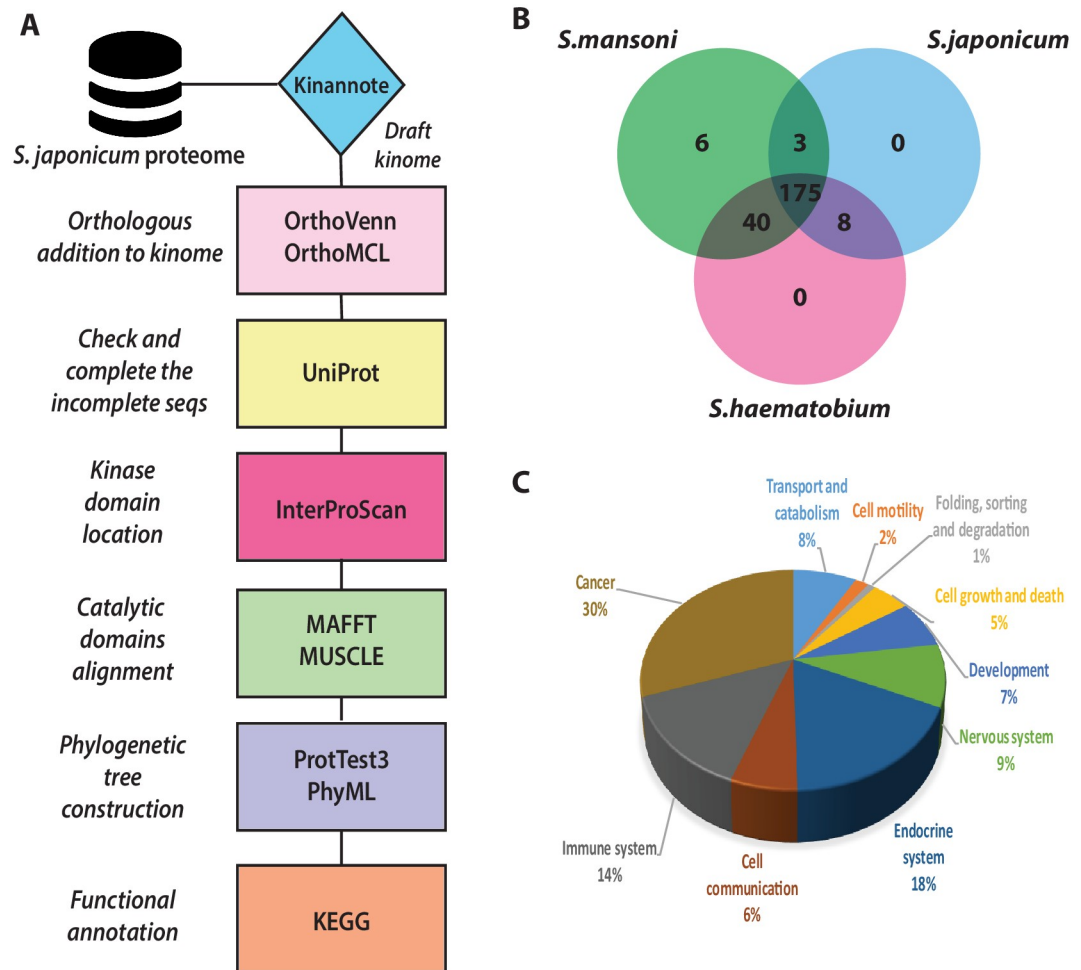 A
Kinannote
S. japonicum proteome
Draft
kinome
Orthologous
addition to kinome
OrthoVenn
OrthoMCL
Check and
complete the
incomplete seqs
UniProt
Kinase
domain
location
InterProScan
Catalytic
domains
alignment
MAFFT
MUSCLE
Phylogenetic
tree
construction
ProtTest3
PhyML
Functional
annotation
KEGG
B
S.mansoni
S.japonicum
6
3
0
175
40
8
0
S.haematobium
C
Transport and
catabolism
8%
Cell motility
2%
Folding, sorting
and degradation
1%
Cell growth and death
5%
Development
7%
Nervous system
9%
Endocrine
system
18%
Cell
communication
6%
Immune system
14%
Cancer
30%